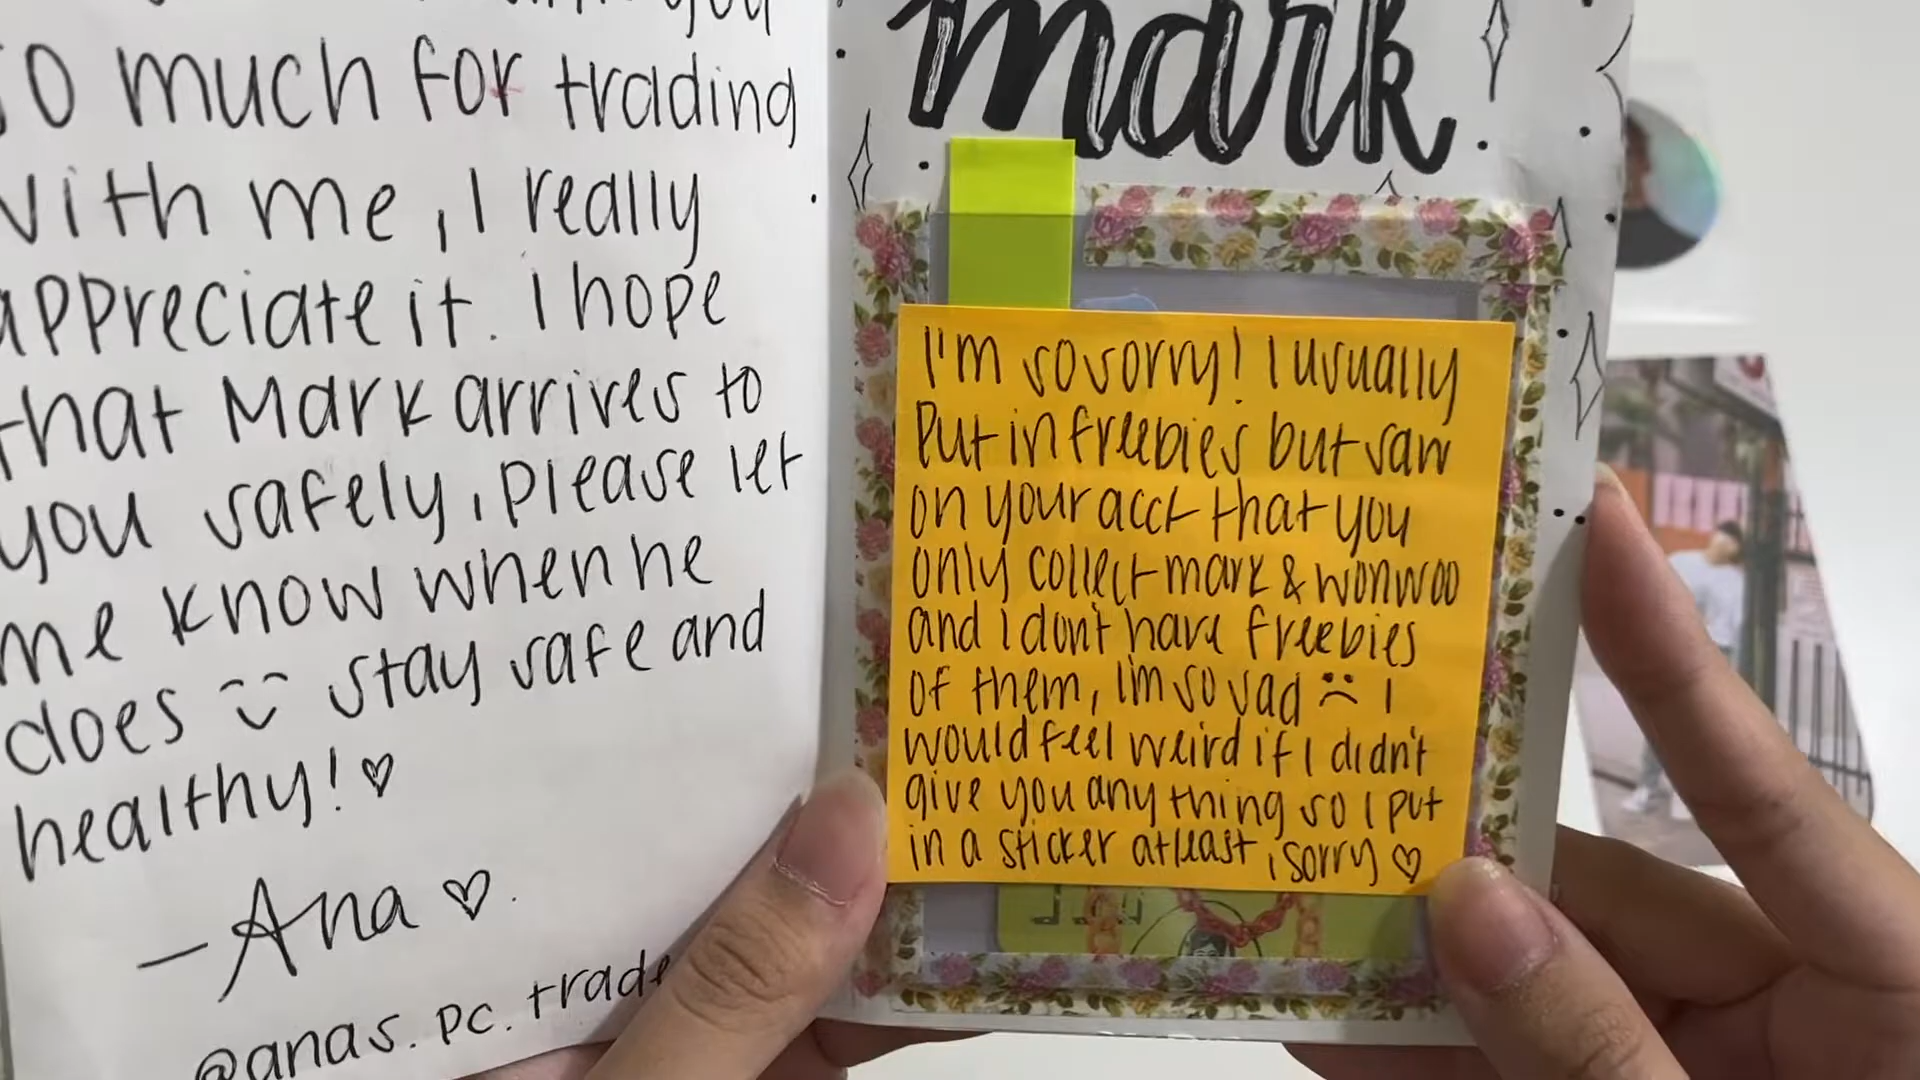 you
so much for trading
with me, I really
appreciate it. I hope
that Mark arrives to
you safely, please let
me know when he
does stay safe and
healthy! ♡
-Ana ♡
@anas.pc.trade
mark
I'm so sorry! I usually
put in freebies but saw
on your acct that you
only collect mark & wonwoo
and I don't have freebies
of them, I'm so sad :( I
would feel weird if I didn't
give you anything so I put
in a sticker atleast, sorry ♡